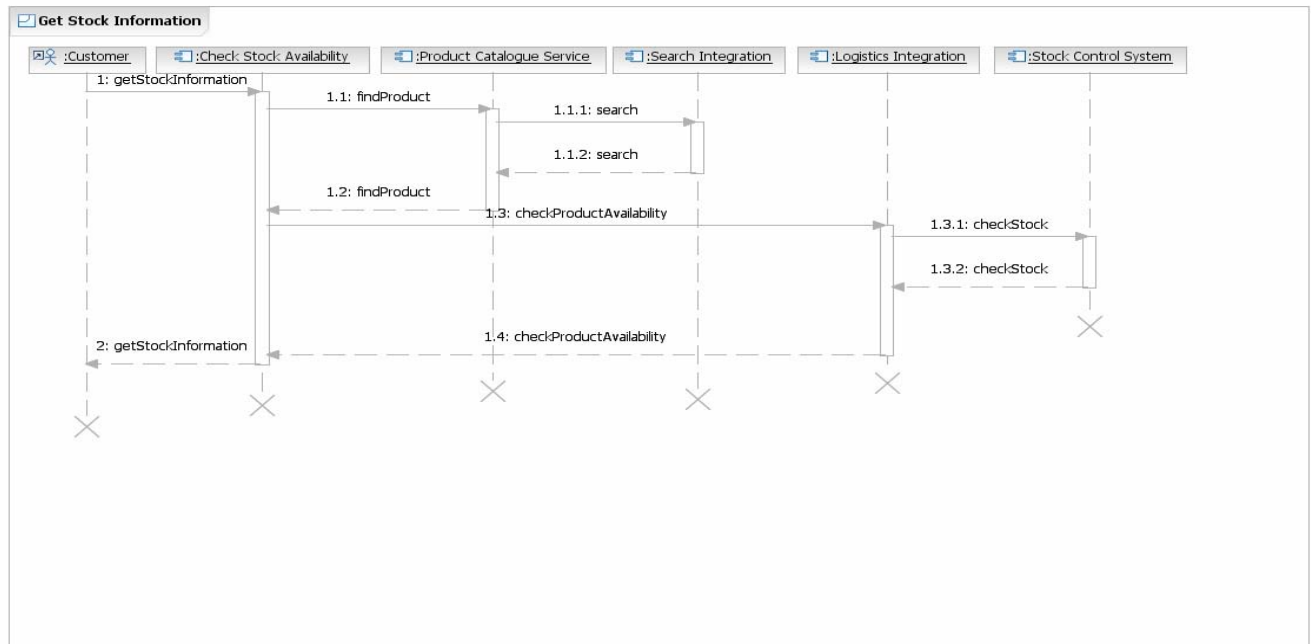 Get Stock Information
:Customer
:Check Stock Availability
:Product Catalogue Service
:Search Integration
:Logistics Integration
:Stock Control System
1: getStockInformation
1.1: findProduct
1.1.1: search
1.1.2: search
1.2: findProduct
1.3: checkProductAvailability
1.3.1: checkStock
1.3.2: checkStock
1.4: checkProductAvailability
2: getStockInformation